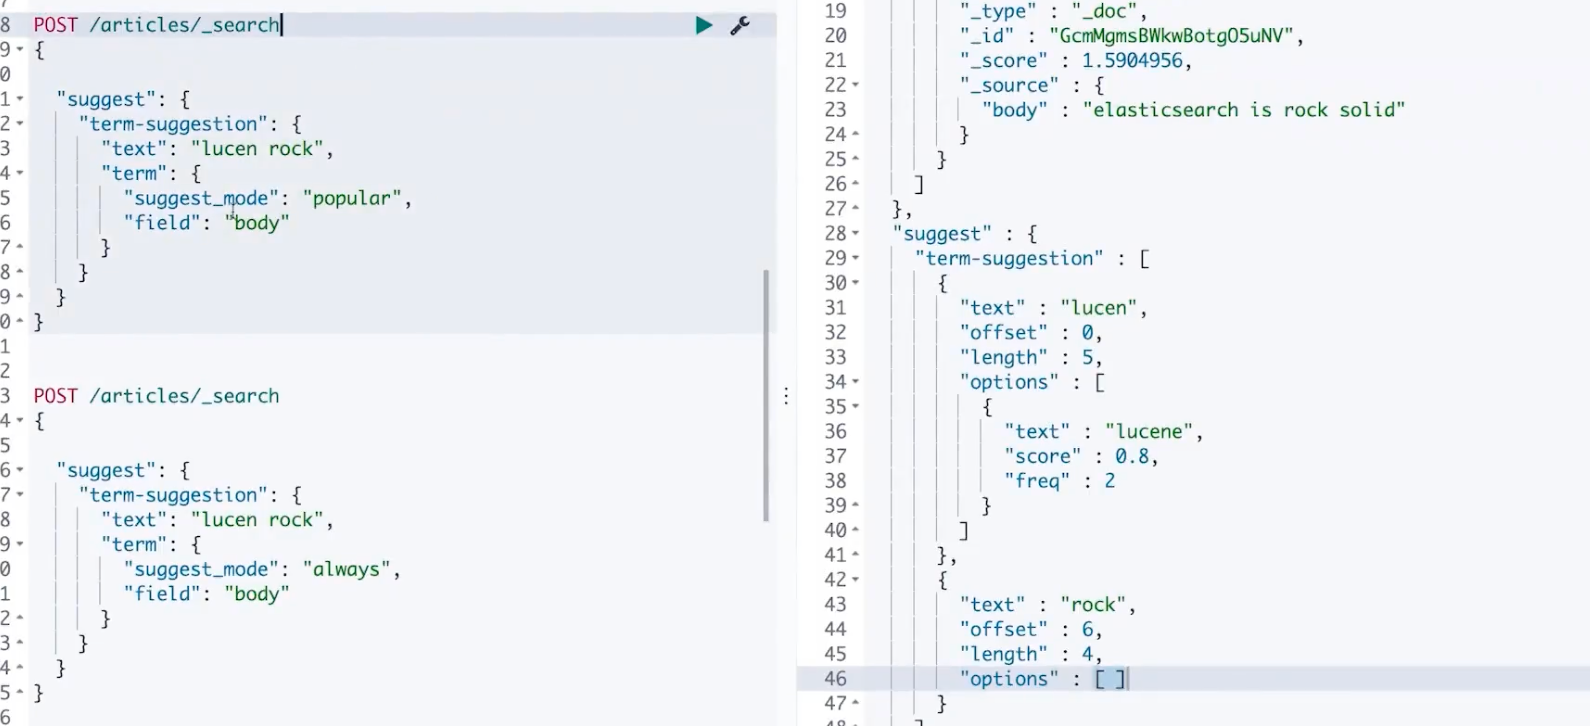 8 POST /articles/_search
9 {
0
1 "suggest": {
2 "term-suggestion": {
3 "text": "lucen rock",
4 "term": {
5 "suggest_mode": "popular",
6 "field": "body"
7 }
8 }
9 }
0 }
1
2
3 POST /articles/_search
4 {
5
6 "suggest": {
7 "term-suggestion": {
8 "text": "lucen rock",
9 "term": {
0 "suggest_mode": "always",
1 "field": "body"
2 }
3 }
4 }
5 }
6
19 "_type" : "_doc",
20 "_id" : "GcmMgmsBWkwBotgO5uNV",
21 "_score" : 1.5904956,
22 "_source" : {
23 "body" : "elasticsearch is rock solid"
24 }
25 }
26 ]
27 },
28 "suggest" : {
29 "term-suggestion" : [
30 {
31 "text" : "lucen",
32 "offset" : 0,
33 "length" : 5,
34 "options" : [
35 {
36 "text" : "lucene",
37 "score" : 0.8,
38 "freq" : 2
39 }
40 ]
41 },
42 {
43 "text" : "rock",
44 "offset" : 6,
45 "length" : 4,
46 "options" : [ ]
47 }